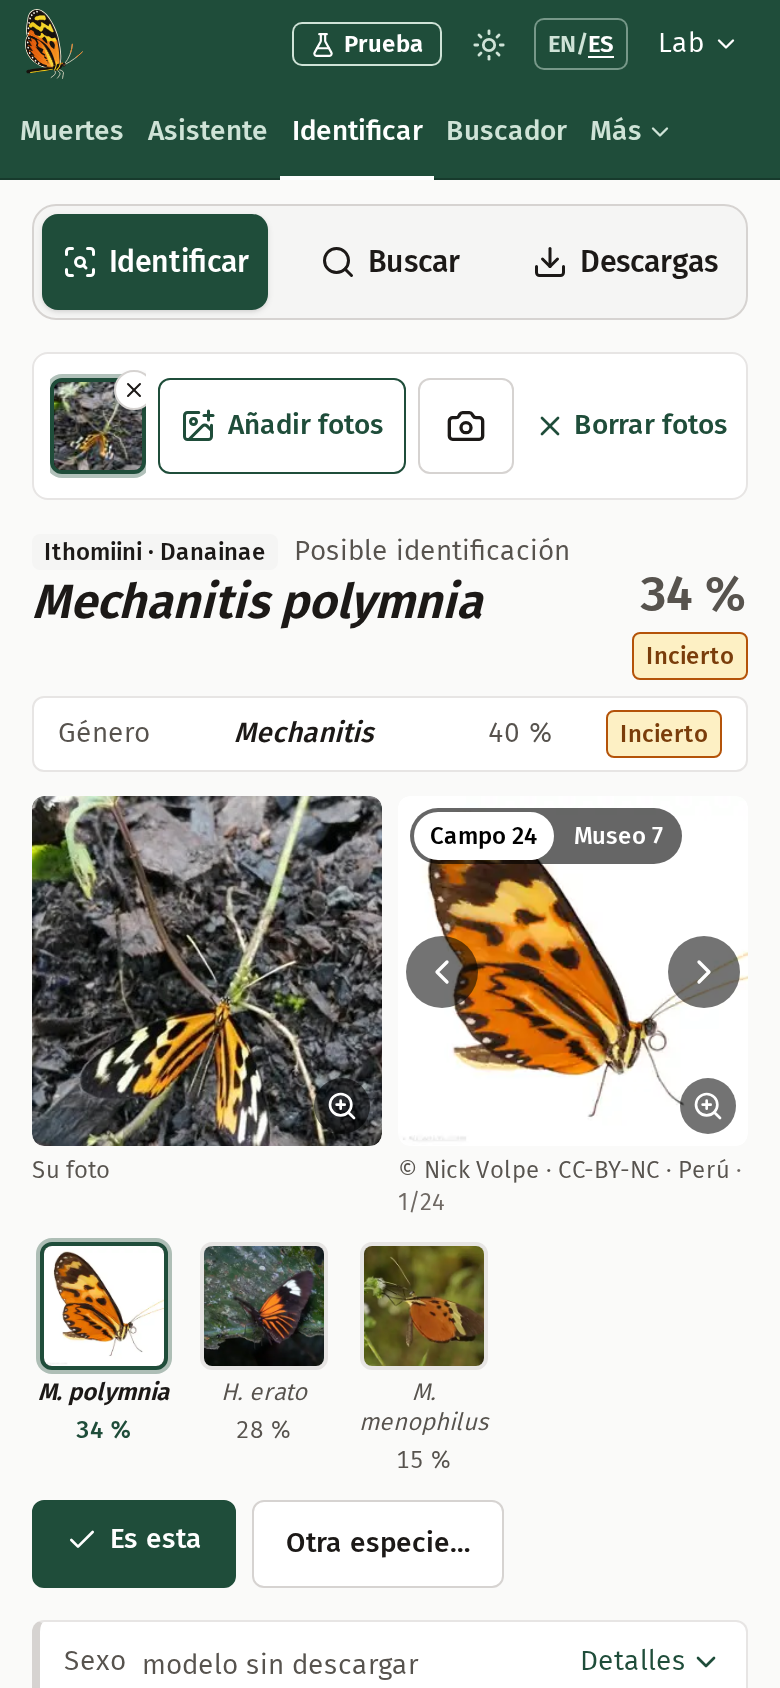 Prueba
EN/ES
Lab
Muertes
Asistente
Identificar
Buscador
Más
Identificar
Buscar
Descargas
Añadir fotos
Borrar fotos
Ithomiini · Danainae
Posible identificación
Mechanitis polymnia
34 %
Incierto
Género
Mechanitis
40 %
Incierto
Campo 24
Museo 7
Su foto
© Nick Volpe · CC-BY-NC · Perú ·
1/24
M. polymnia
34 %
H. erato
28 %
M.
menophilus
15 %
Es esta
Otra especie...
Sexo
modelo sin descargar
Detalles